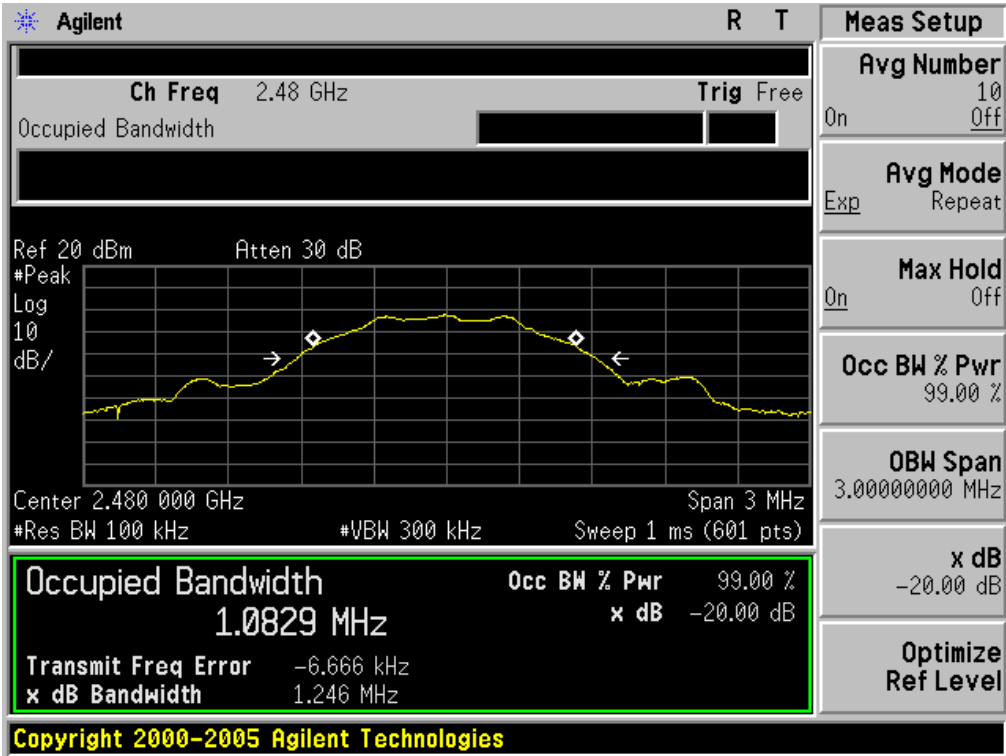 Agilent R T
Meas Setup
Ch Freq 2.48 GHz Trig Free
Occupied Bandwidth
Ref 20 dBm Atten 30 dB
#Peak
Log
10
dB/
Center 2.480 000 GHz Span 3 MHz
#Res BW 100 kHz #VBW 300 kHz Sweep 1 ms (601 pts)
Occupied Bandwidth
1.0829 MHz
Occ BW % Pwr 99.00 %
x dB -20.00 dB
Transmit Freq Error -6.666 kHz
x dB Bandwidth 1.246 MHz
Avg Number
10
On Off
Avg Mode
Exp Repeat
Max Hold
On Off
Occ BW % Pwr
99.00 %
OBW Span
3.00000000 MHz
x dB
-20.00 dB
Optimize
Ref Level
Copyright 2000-2005 Agilent Technologies